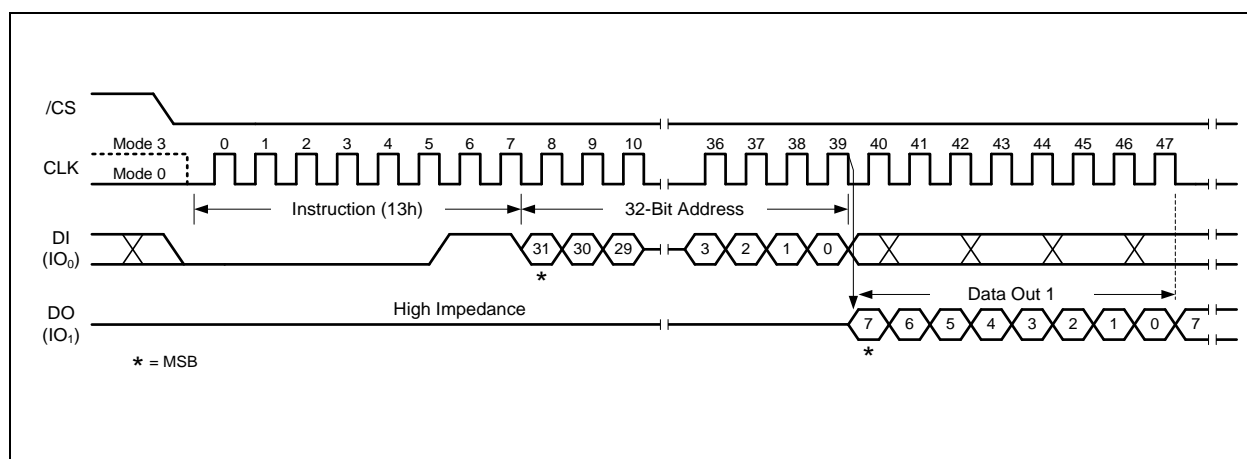 /CS
Mode 3
CLK
Mode 0
0 1 2 3 4 5 6 7 8 9 10 36 37 38 39 40 41 42 43 44 45 46 47
Instruction (13h)
32-Bit Address
DI
(IO0)
31 30 29 3 2 1 0
*
High Impedance
Data Out 1
DO
(IO1)
7 6 5 4 3 2 1 0 7
*
* = MSB